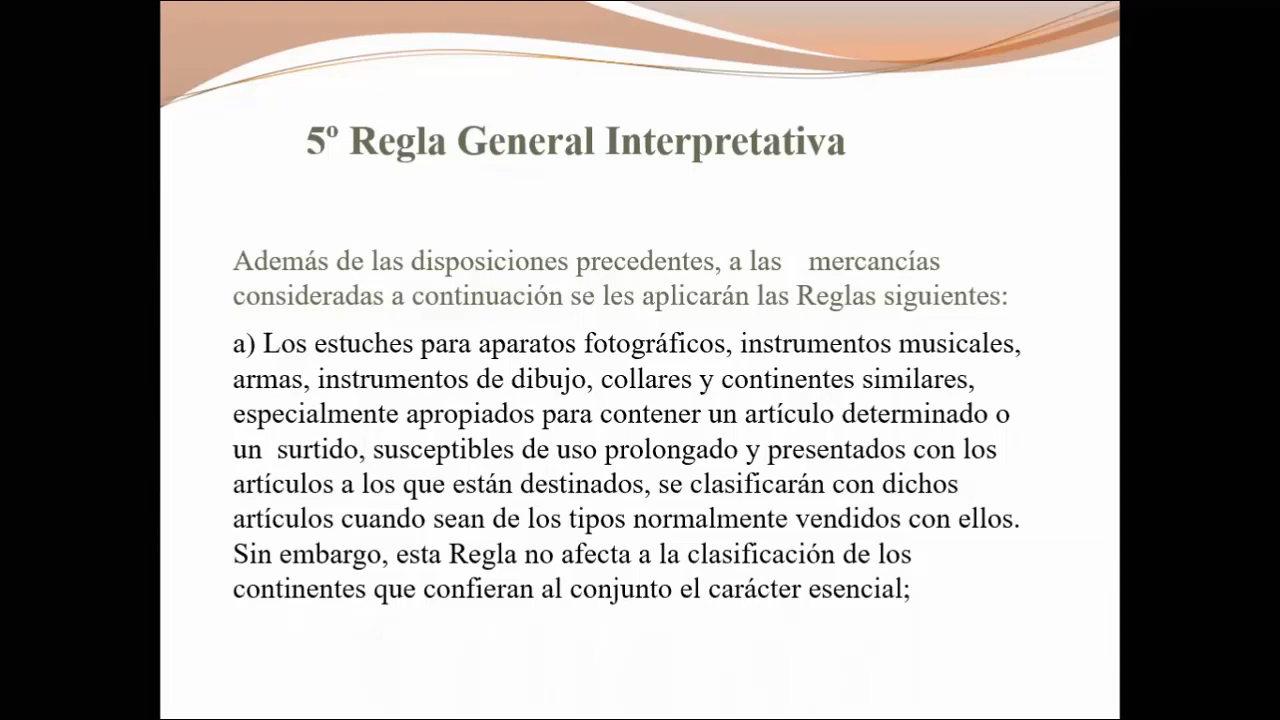 5º Regla General Interpretativa
Además de las disposiciones precedentes, a las mercancías
consideradas a continuación se les aplicarán las Reglas siguientes:
a) Los estuches para aparatos fotográficos, instrumentos musicales,
armas, instrumentos de dibujo, collares y continentes similares,
especialmente apropiados para contener un artículo determinado o
un surtido, susceptibles de uso prolongado y presentados con los
artículos a los que están destinados, se clasificarán con dichos
artículos cuando sean de los tipos normalmente vendidos con ellos.
Sin embargo, esta Regla no afecta a la clasificación de los
continentes que confieran al conjunto el carácter esencial;